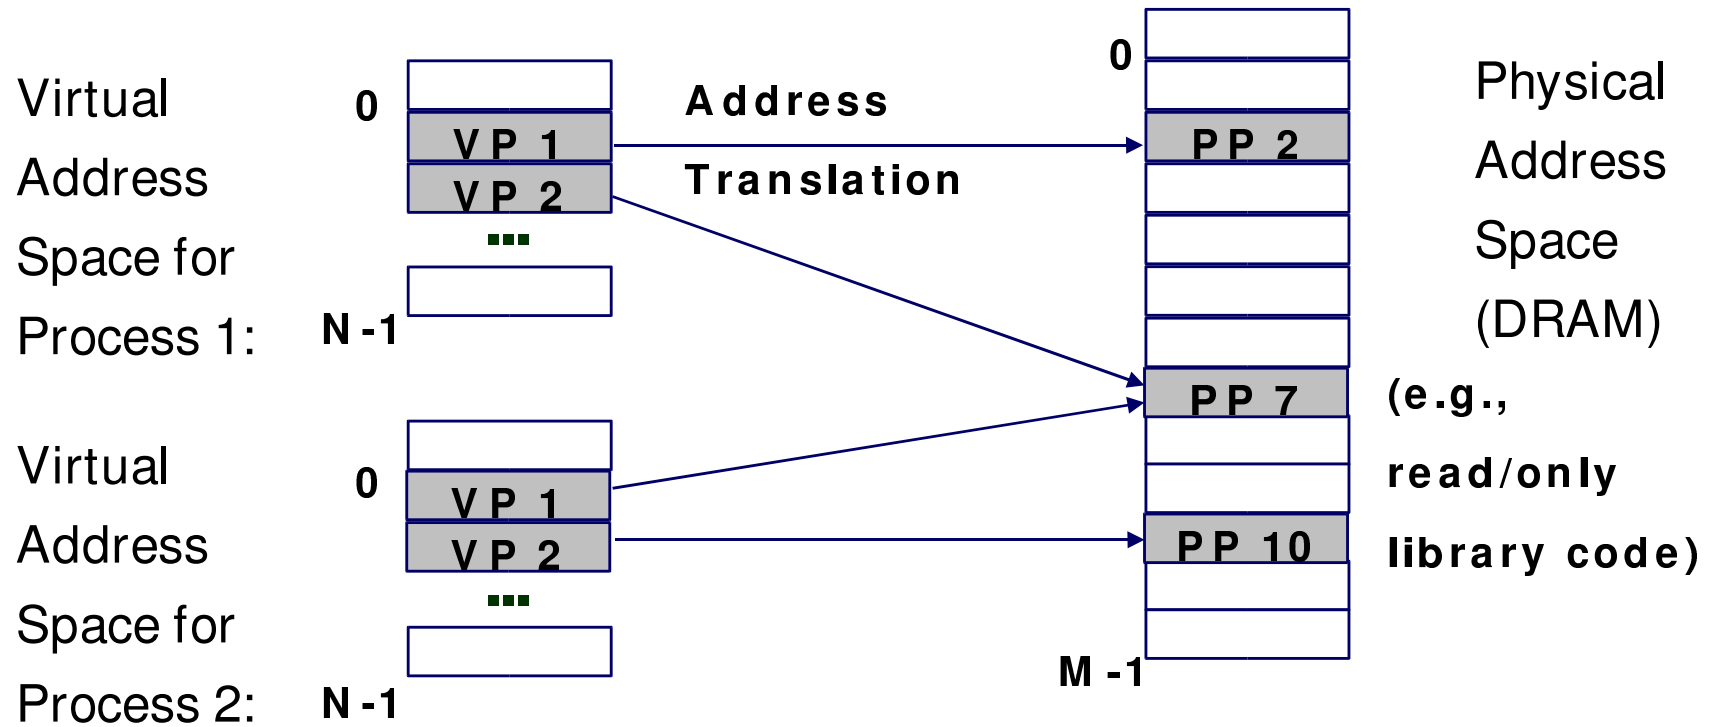 Virtual
Address
Space for
Process 1:
0
VP 1
VP 2
...
N-1
Address
Translation
0
PP 2
PP 7
PP 10
M-1
Physical
Address
Space
(DRAM)
(e.g.,
read/only
library code)
Virtual
Address
Space for
Process 2:
0
VP 1
VP 2
...
N-1